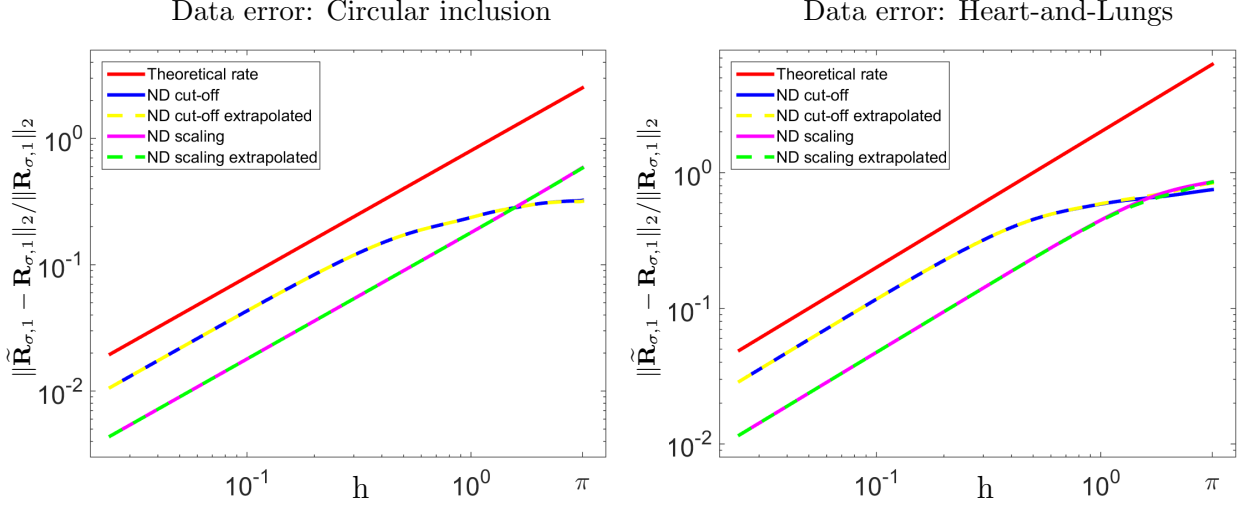 Data error: Circular inclusion
‖R̃σ,1 − Rσ,1‖2/‖Rσ,1‖2
10^0
10^-1
10^-2
Theoretical rate
ND cut-off
ND cut-off extrapolated
ND scaling
ND scaling extrapolated
10^-1
h
10^0
π
Data error: Heart-and-Lungs
‖R̃σ,1 − Rσ,1‖2/‖Rσ,1‖2
10^0
10^-1
10^-2
Theoretical rate
ND cut-off
ND cut-off extrapolated
ND scaling
ND scaling extrapolated
10^-1
h
10^0
π